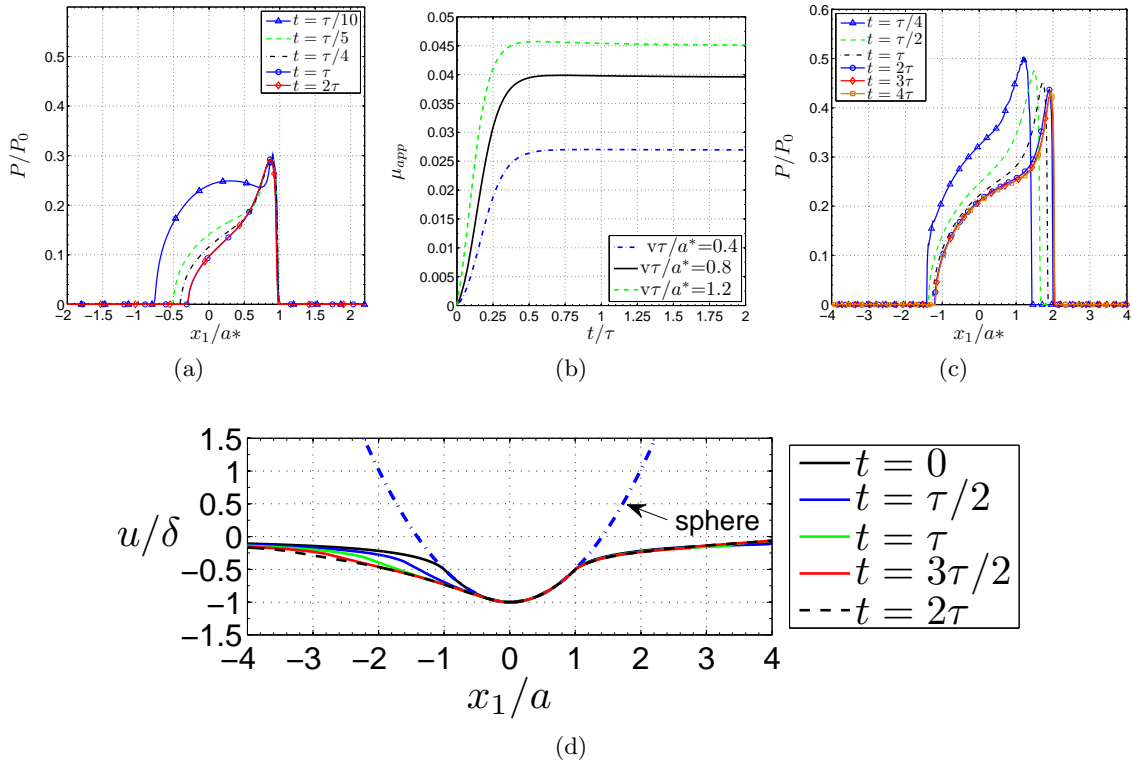 0.5
0.4
0.3
0.2
0.1
0
−2 −1.5 −1 −0.5 0 0.5 1 1.5 2
P/P₀
x₁/a*
t = τ/10
t = τ/5
t = τ/4
t = τ
t = 2τ
(a)
0.050
0.045
0.04
0.035
0.03
0.025
0.02
0.015
0.01
0.005
0
0 0.25 0.5 0.75 1 1.25 1.5 1.75 2
μ_app
t/τ
vτ/a*=0.4
vτ/a*=0.8
vτ/a*=1.2
(b)
0.6
0.5
0.4
0.3
0.2
0.1
0
−4 −3 −2 −1 0 1 2 3 4
P/P₀
x₁/a*
t = τ/4
t = τ/2
t = τ
t = 2τ
t = 3τ
t = 4τ
(c)
1.5
1
0.5
0
−0.5
−1
−1.5
−4 −3 −2 −1 0 1 2 3 4
u/δ
x₁/a
sphere
t = 0
t = τ/2
t = τ
t = 3τ/2
t = 2τ
(d)